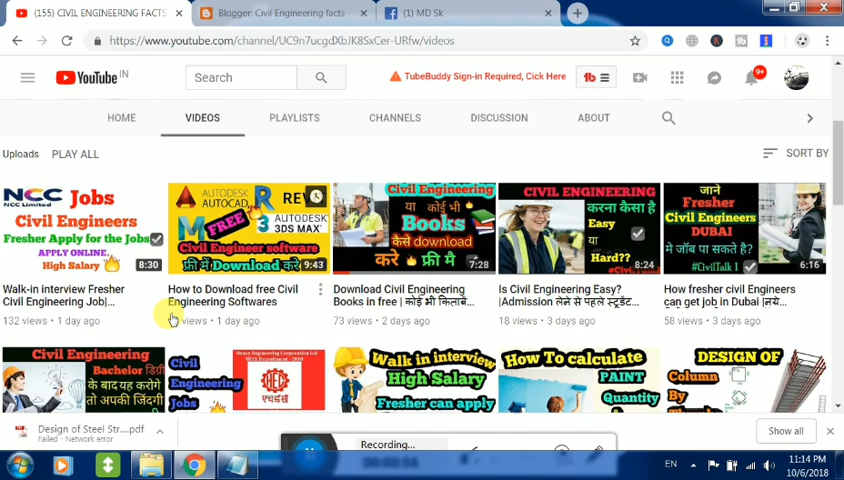 (155) CIVIL ENGINEERING FACTS
Blogger: Civil Engineering facts
(1) MD Sk
https://www.youtube.com/channel/UC9n7ucgdXbJK8SxCer-URfw/videos
YouTube IN
Search
TubeBuddy Sign-in Required, Click Here
tb
9+
HOME
VIDEOS
PLAYLISTS
CHANNELS
DISCUSSION
ABOUT
Uploads
PLAY ALL
SORT BY
NCC Jobs
NCC Limited
Civil Engineers
Fresher Apply for the Jobs
APPLY ONLINE,
High Salary
8:30
AUTODESK
AUTOCAD
REV
AUTODESK
3DS MAX
FREE
Civil Engineer software
फ्री में Download करे
9:43
Civil Engineering
या कोई भी
Books
कैसे download
करे फ्री मै
7:28
CIVIL ENGINEERING
करना कैसा है
Easy
या
Hard??
8:24
जाने
Fresher
Civil Engineers
DUBAI
मे जॉब पा सकते है?
#CivilTalk 1
6:16
Walk-in interview Fresher
Civil Engineering Job|...
132 views • 1 day ago
How to Download free Civil
Engineering Softwares
views • 1 day ago
Download Civil Engineering
Books in free | कोई भी किताबें...
73 views • 2 days ago
Is Civil Engineering Easy?
|Admission लेने से पहले स्टूडेंट...
18 views • 3 days ago
How fresher civil Engineers
can get job in Dubai |नये...
58 views • 3 days ago
Civil Engineering
Bachelor डिग्री
के बाद यह करोगे
तो अपकी जिंदगी
Civil
Engineering
Jobs
एचईसी
Walk in interview
High Salary
Fresher can apply
How To calculate
PAINT
Quantity
DESIGN OF
Column
By
Design of Steel Str....pdf
Failed - Network error
Show all
Recording...
EN
11:14 PM
10/6/2018